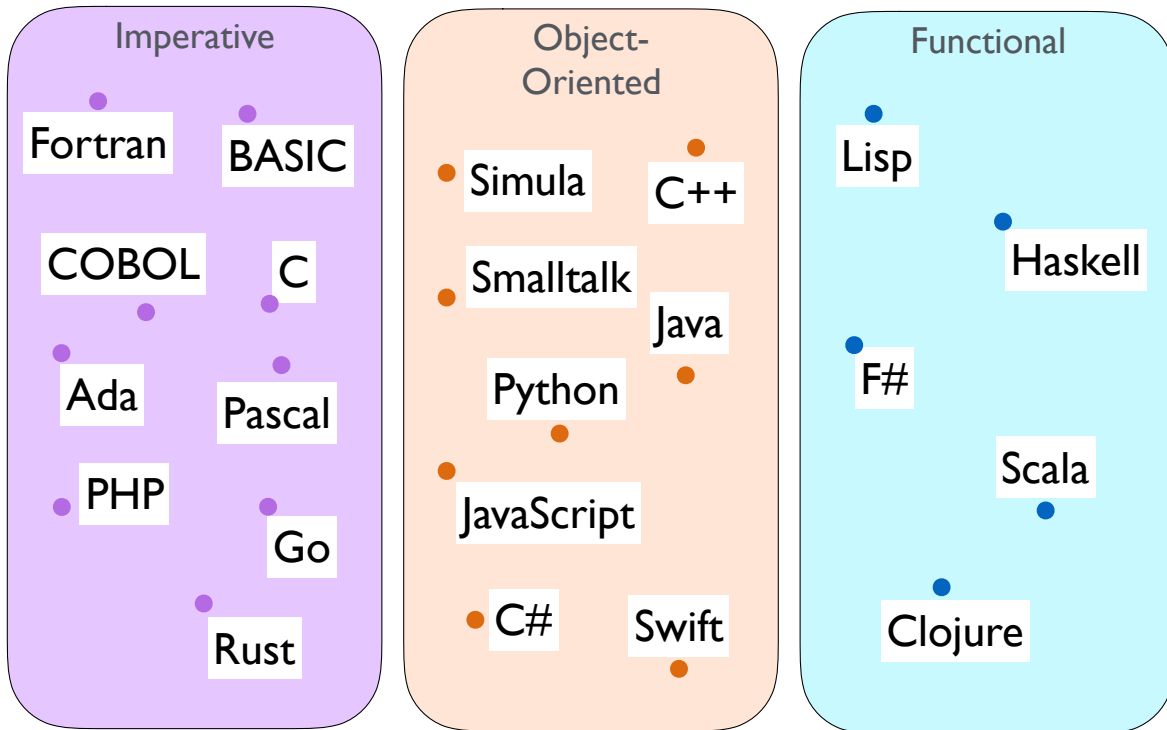 Imperative
Fortran
BASIC
COBOL
C
Ada
Pascal
PHP
Go
Rust
Object-
Oriented
Simula
C++
Smalltalk
Java
Python
JavaScript
C#
Swift
Functional
Lisp
Haskell
F#
Scala
Clojure